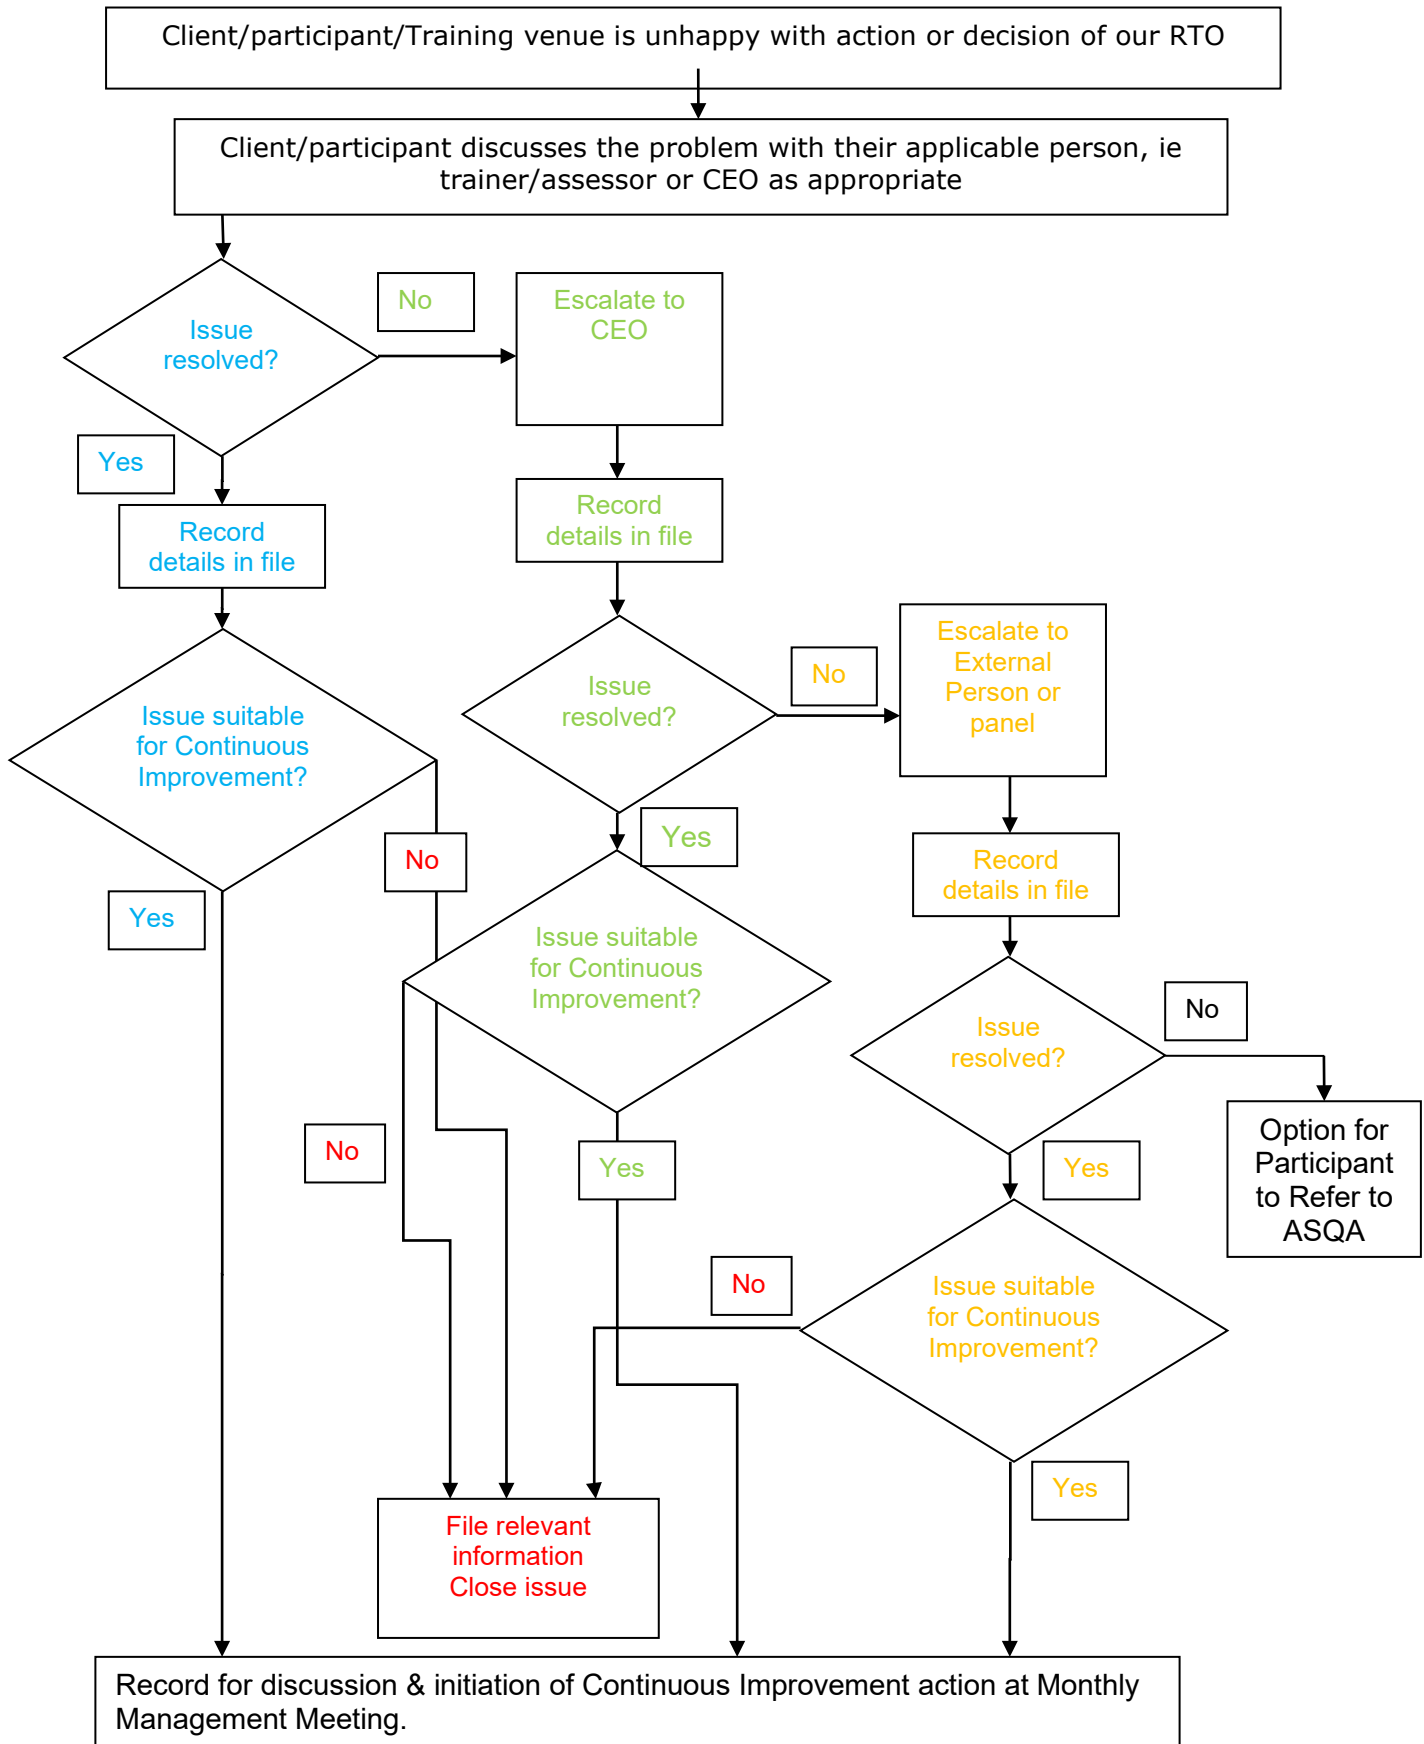 Client/participant/Training venue is unhappy with action or decision of our RTO
Client/participant discusses the problem with their applicable person, ie
trainer/assessor or CEO as appropriate
Issue
resolved?
No
Escalate to
CEO
Yes
Record
details in file
Record
details in file
Issue suitable
for Continuous
Improvement?
Issue
resolved?
No
Escalate to
External
Person or
panel
No
Yes
Yes
Record
details in file
Issue suitable
for Continuous
Improvement?
Issue
resolved?
No
No
Yes
Yes
Option for
Participant
to Refer to
ASQA
No
Issue suitable
for Continuous
Improvement?
Yes
File relevant
information
Close issue
Record for discussion & initiation of Continuous Improvement action at Monthly
Management Meeting.